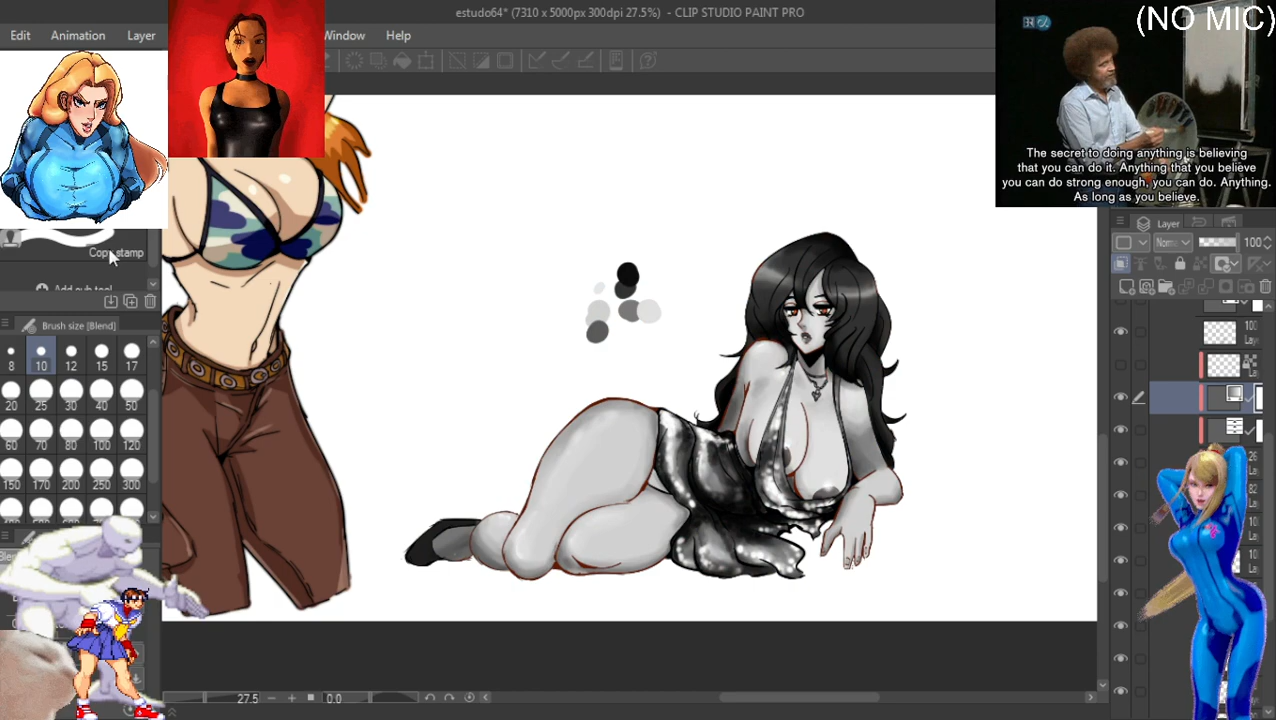 estudo64* (7310 x 5000px 300dpi 27.5%) - CLIP STUDIO PAINT PRO
(NO MIC)
Edit Animation Layer Window Help
The secret to doing anything is believing
that you can do it. Anything that you believe
you can do strong enough, you can do. Anything.
As long as you believe.
Copy stamp
Add sub tool
Layer
100
Brush size [Blend]
8 10 12 15 17
20 25 30 40 50
60 70 80 100 120
150 170 200 250 300
27.5 0.0